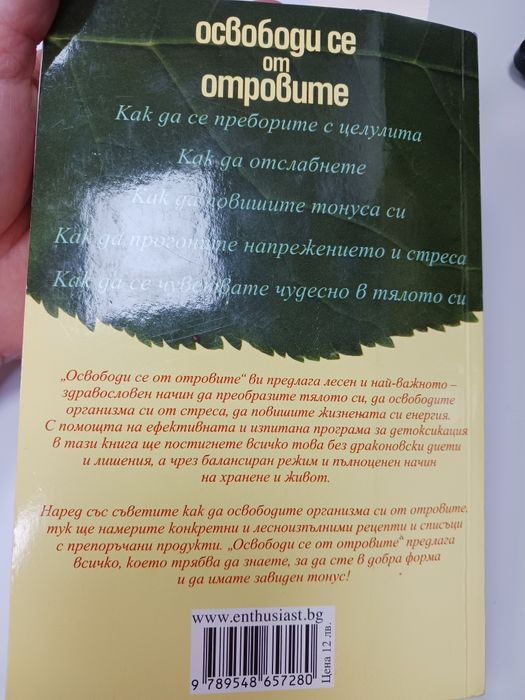 освободи се
от
отровите
Как да се преборите с целулита
Как да отслабнете
Как да повишите тонуса си
Как да прогоните напрежението и стреса
Как да се чувствате чудесно в тялото си
„Освободи се от отровите“ ви предлага лесен и най-важното –
здравословен начин да преобразите тялото си, да освободите
организма си от стреса, да повишите жизнената си енергия.
С помощта на ефективната и изпитана програма за детоксикация
в тази книга ще постигнете всичко това без драконовски диети
и лишения, а чрез балансиран режим и пълноценен начин
на хранене и живот.
Наред със съветите как да освободите организма си от отровите,
тук ще намерите конкретни и лесноизпълними рецепти и списъци
с препоръчани продукти. „Освободи се от отровите“ предлага
всичко, което трябва да знаете, за да сте в добра форма
и да имате завиден тонус!
www.enthusiast.bg
9 789548 657280
Цена 12 лв.